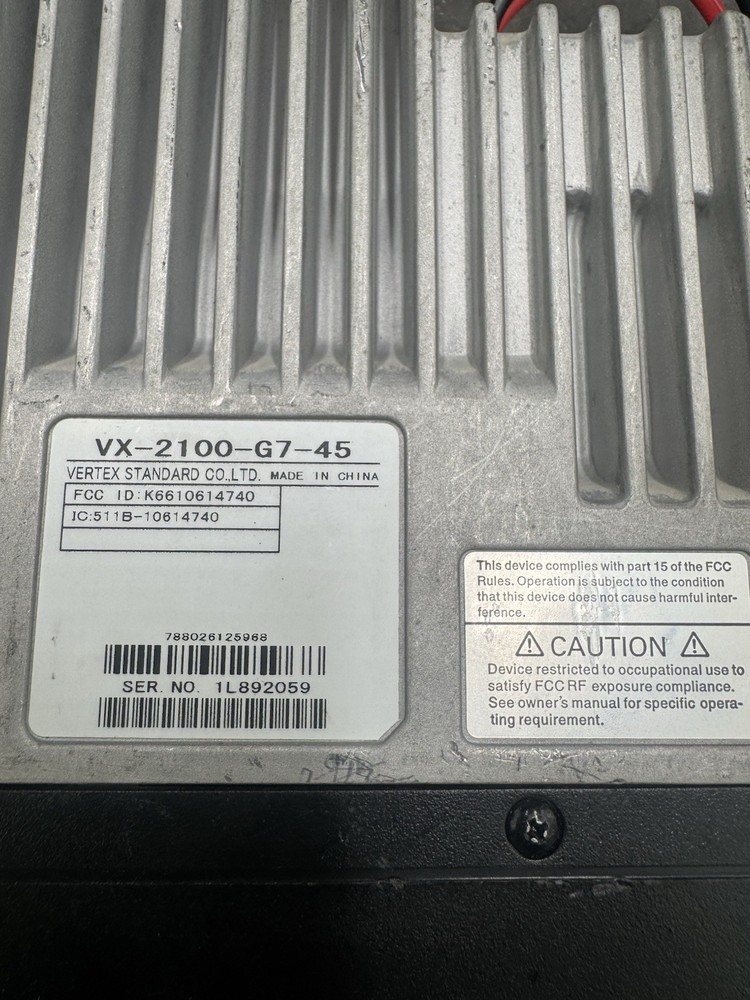 VX-2100-G7-45
VERTEX STANDARD CO.,LTD. MADE IN CHINA
FCC ID:K6610614740
IC:511B-10614740
788026125968
SER. NO. 1L892059
This device complies with part 15 of the FCC
Rules. Operation is subject to the condition
that this device does not cause harmful inter-
ference.
⚠ CAUTION ⚠
Device restricted to occupational use to
satisfy FCC RF exposure compliance.
See owner's manual for specific opera-
ting requirement.